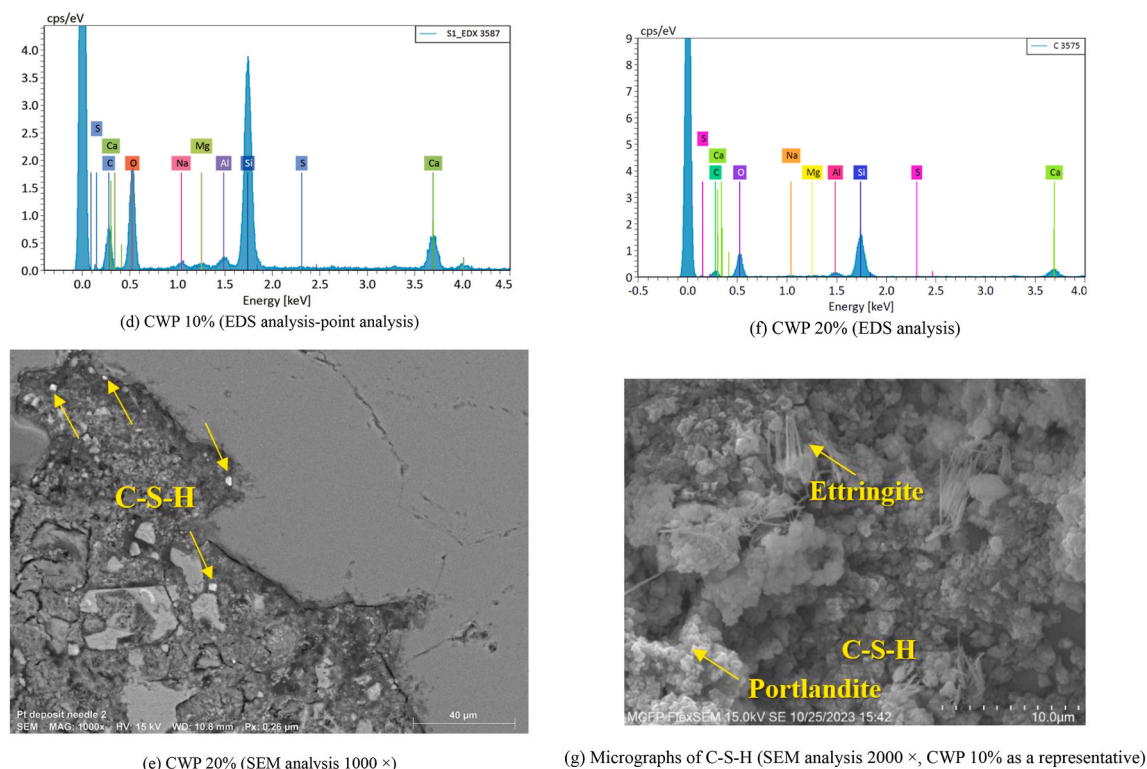 cps/eV
S1_EDX 3587
4.0
3.5
3.0
2.5
2.0
1.5
1.0
0.5
0.0
S
Ca Mg
C O Na Al Si S Ca
0.0 0.5 1.0 1.5 2.0 2.5 3.0 3.5 4.0 4.5
Energy [keV]
(d) CWP 10% (EDS analysis-point analysis)
cps/eV
C 3575
9
8
7
6
5
4
3
2
1
0
S
Ca Na
C O Mg Al Si S Ca
-0.5 0.0 0.5 1.0 1.5 2.0 2.5 3.0 3.5 4.0
Energy [keV]
(f) CWP 20% (EDS analysis)
C-S-H
Pt deposit needle 2
SEM MAG: 1000x HV: 15 kV WD: 10.8 mm Px: 0.26 µm
40 µm
(e) CWP 20% (SEM analysis 1000 ×)
Ettringite
C-S-H
Portlandite
MGFP FlexSEM 15.0kV SE 10/25/2023 15:42
10.0µm
(g) Micrographs of C-S-H (SEM analysis 2000 ×, CWP 10% as a representative)